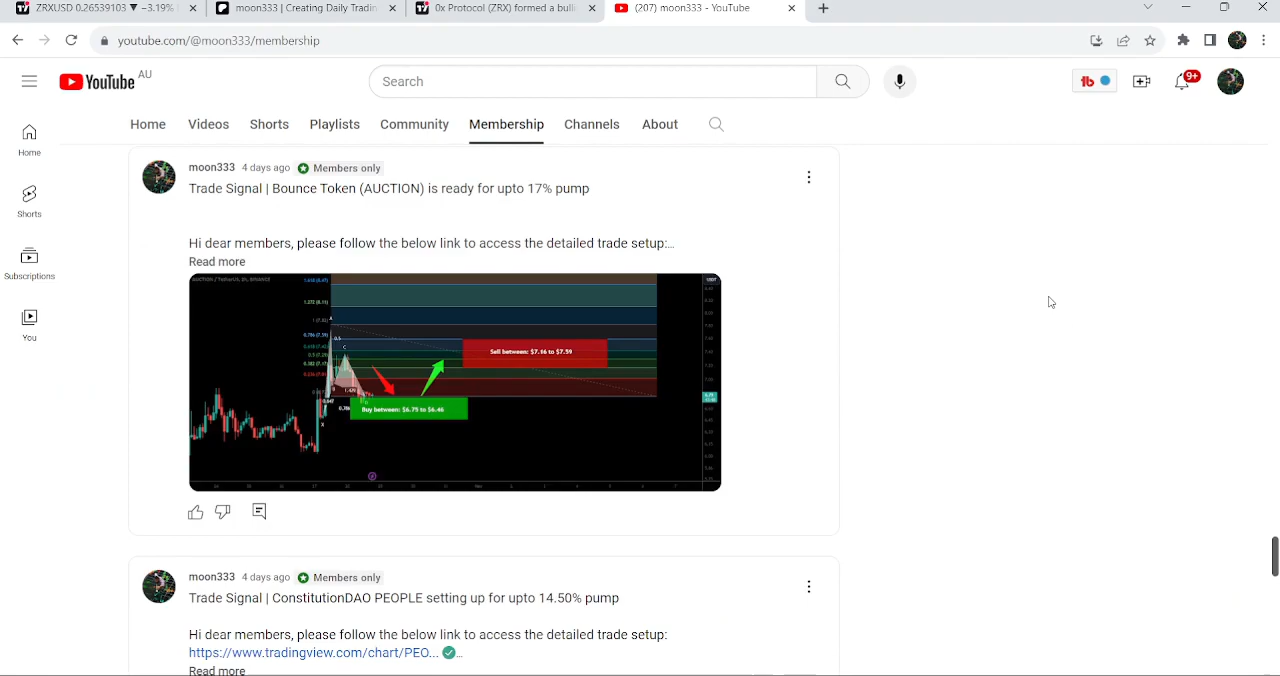 ZRXUSD 0.26539103 ▼ −3.19%
moon333 | Creating Daily Tradin
0x Protocol (ZRX) formed a bulli
(207) moon333 - YouTube
youtube.com/@moon333/membership
YouTube AU
Search
9+
Home Videos Shorts Playlists Community Membership Channels About
Home
Shorts
Subscriptions
You
moon333 4 days ago Members only
Trade Signal | Bounce Token (AUCTION) is ready for upto 17% pump
Hi dear members, please follow the below link to access the detailed trade setup:...
Read more
Sell between: $7.16 to $7.59
Buy between: $6.75 to $6.46
moon333 4 days ago Members only
Trade Signal | ConstitutionDAO PEOPLE setting up for upto 14.50% pump
Hi dear members, please follow the below link to access the detailed trade setup:
https://www.tradingview.com/chart/PEO... ...
Read more